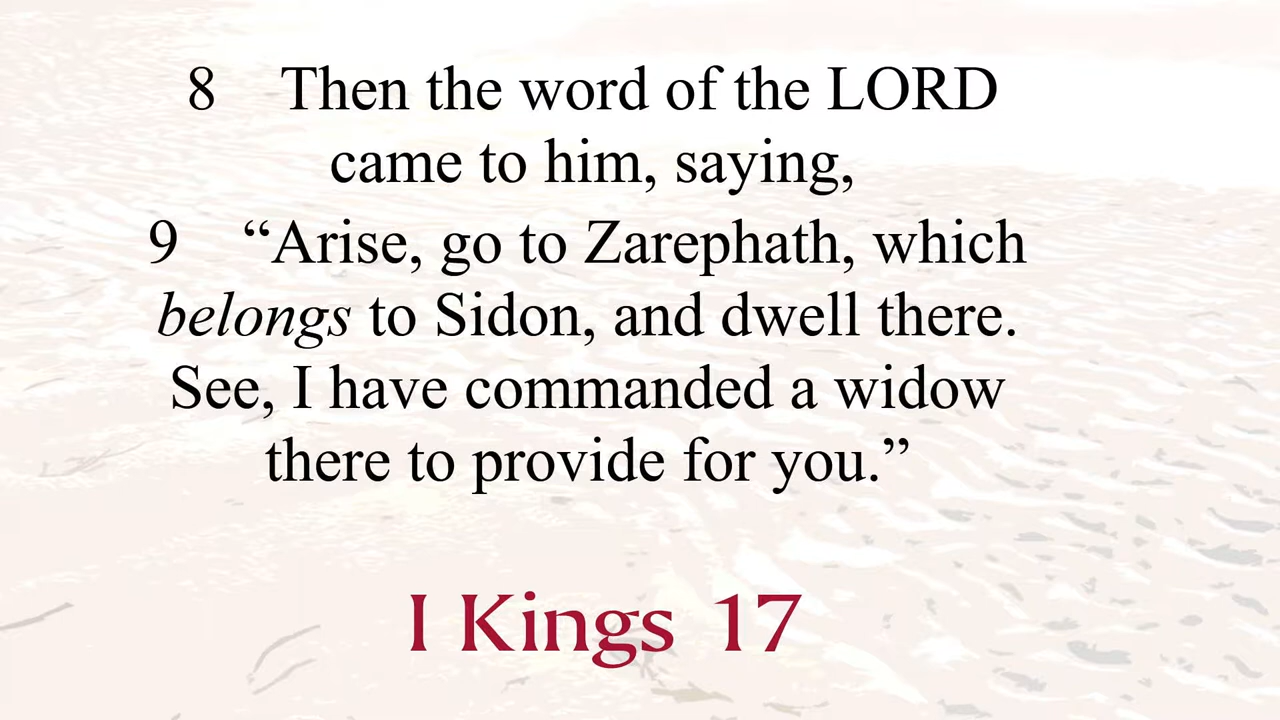 8 Then the word of the LORD
came to him, saying,
9 “Arise, go to Zarephath, which
belongs to Sidon, and dwell there.
See, I have commanded a widow
there to provide for you.”
I Kings 17